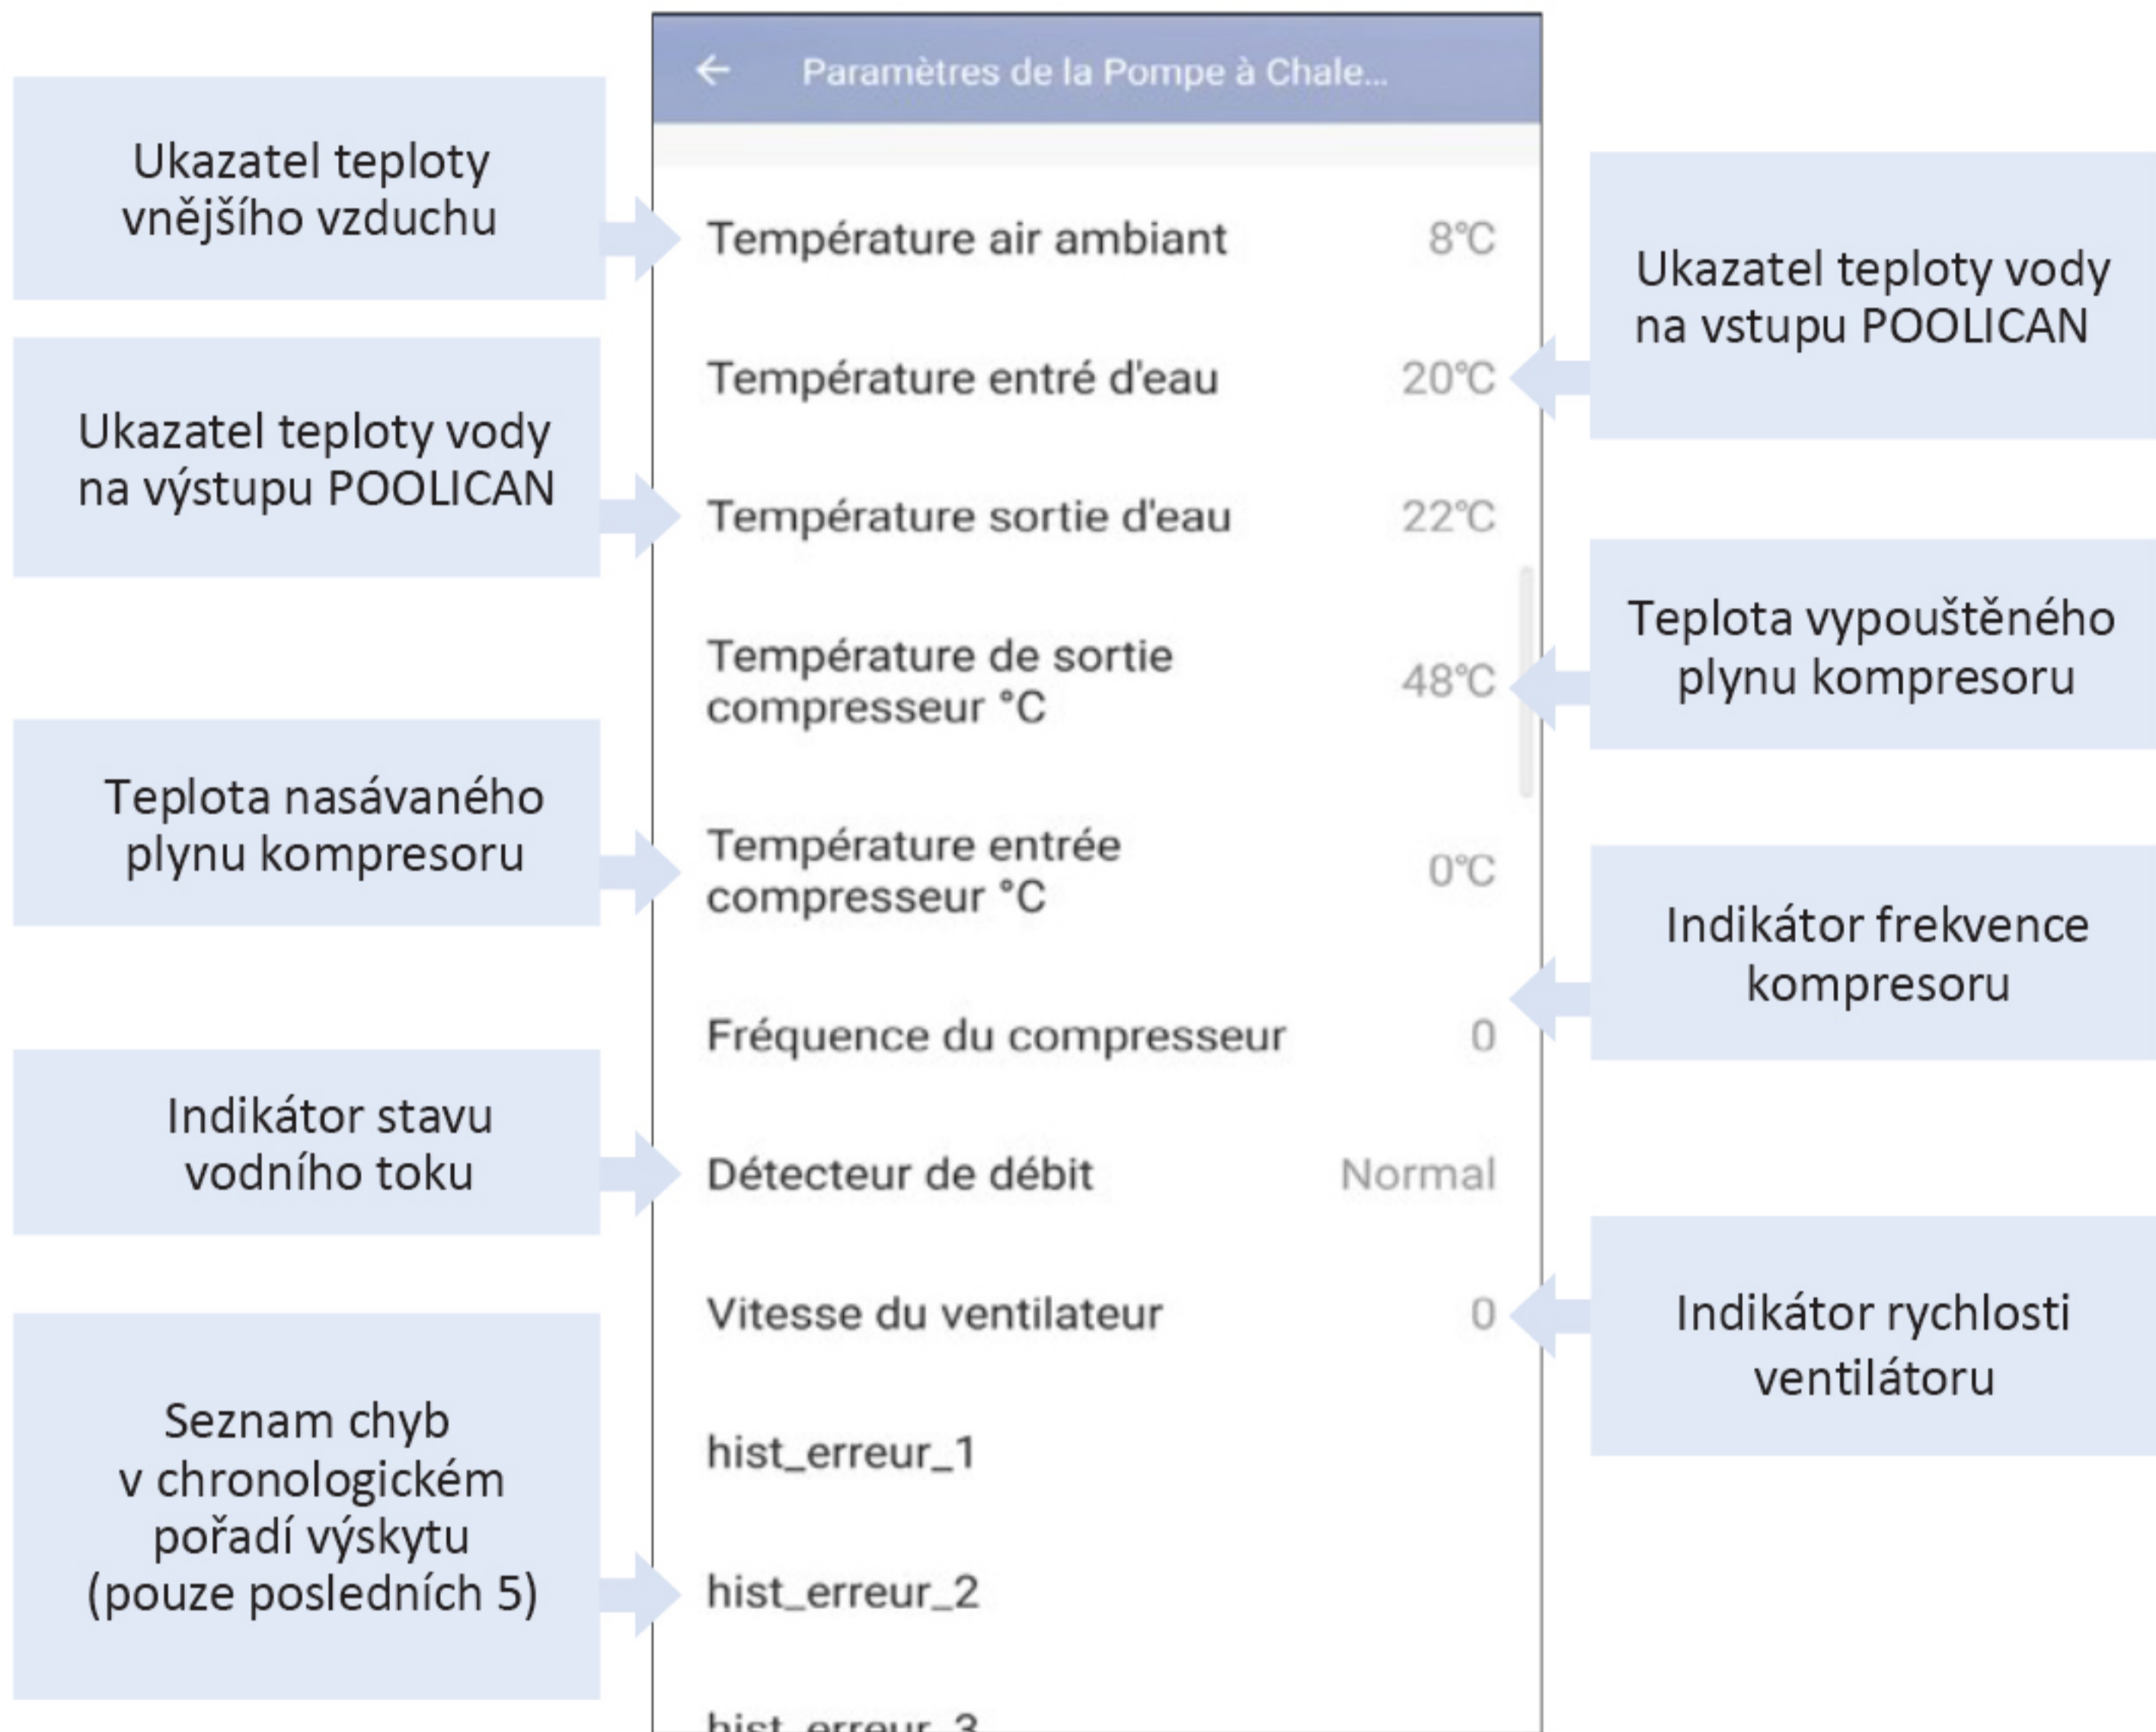 Paramètres de la Pompe à Chale...
Ukazatel teploty
vnějšího vzduchu
Température air ambiant 8°C
Ukazatel teploty vody
na vstupu POOLICAN
Température entré d'eau 20°C
Ukazatel teploty vody
na výstupu POOLICAN
Température sortie d'eau 22°C
Teplota vypouštěného
plynu kompresoru
Température de sortie
compresseur °C 48°C
Teplota nasávaného
plynu kompresoru
Température entrée
compresseur °C 0°C
Indikátor frekvence
kompresoru
Fréquence du compresseur 0
Indikátor stavu
vodního toku
Détecteur de débit Normal
Indikátor rychlosti
ventilátoru
Vitesse du ventilateur 0
Seznam chyb
v chronologickém
pořadí výskytu
(pouze posledních 5)
hist_erreur_1
hist_erreur_2
hist_erreur_3